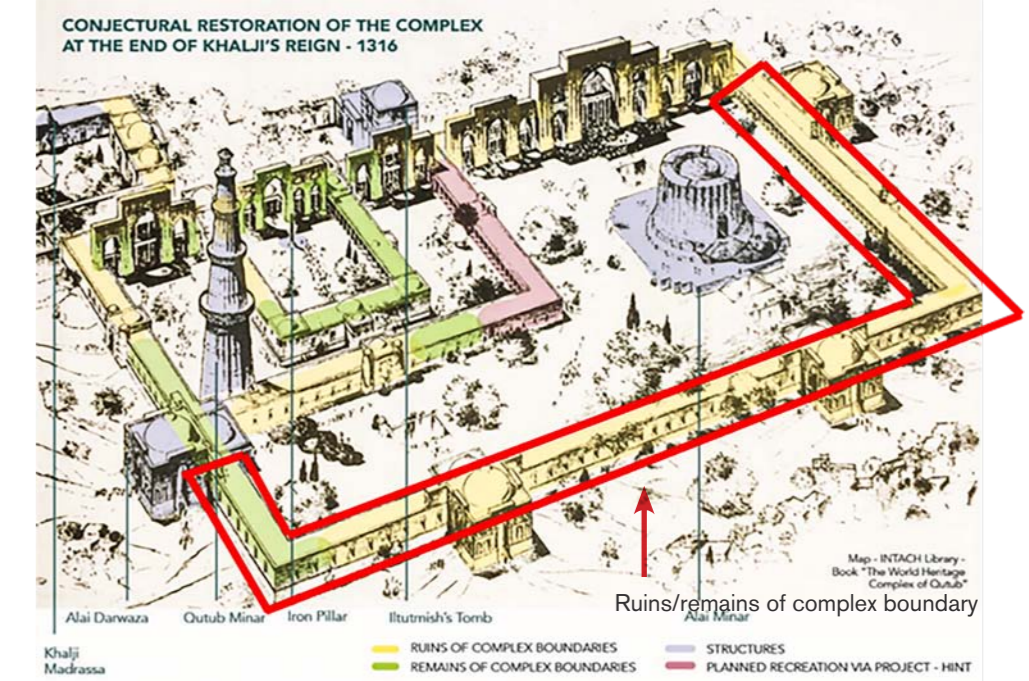 CONJECTURAL RESTORATION OF THE COMPLEX
AT THE END OF KHALJI'S REIGN - 1316
Map - INTACH Library -
Book "The World Heritage
Complex of Qutub"
Ruins/remains of complex boundary
Alai Darwaza
Qutub Minar
Iron Pillar
Iltutmish's Tomb
Alai Minar
Khalji
Madrassa
RUINS OF COMPLEX BOUNDARIES
REMAINS OF COMPLEX BOUNDARIES
STRUCTURES
PLANNED RECREATION VIA PROJECT - HINT